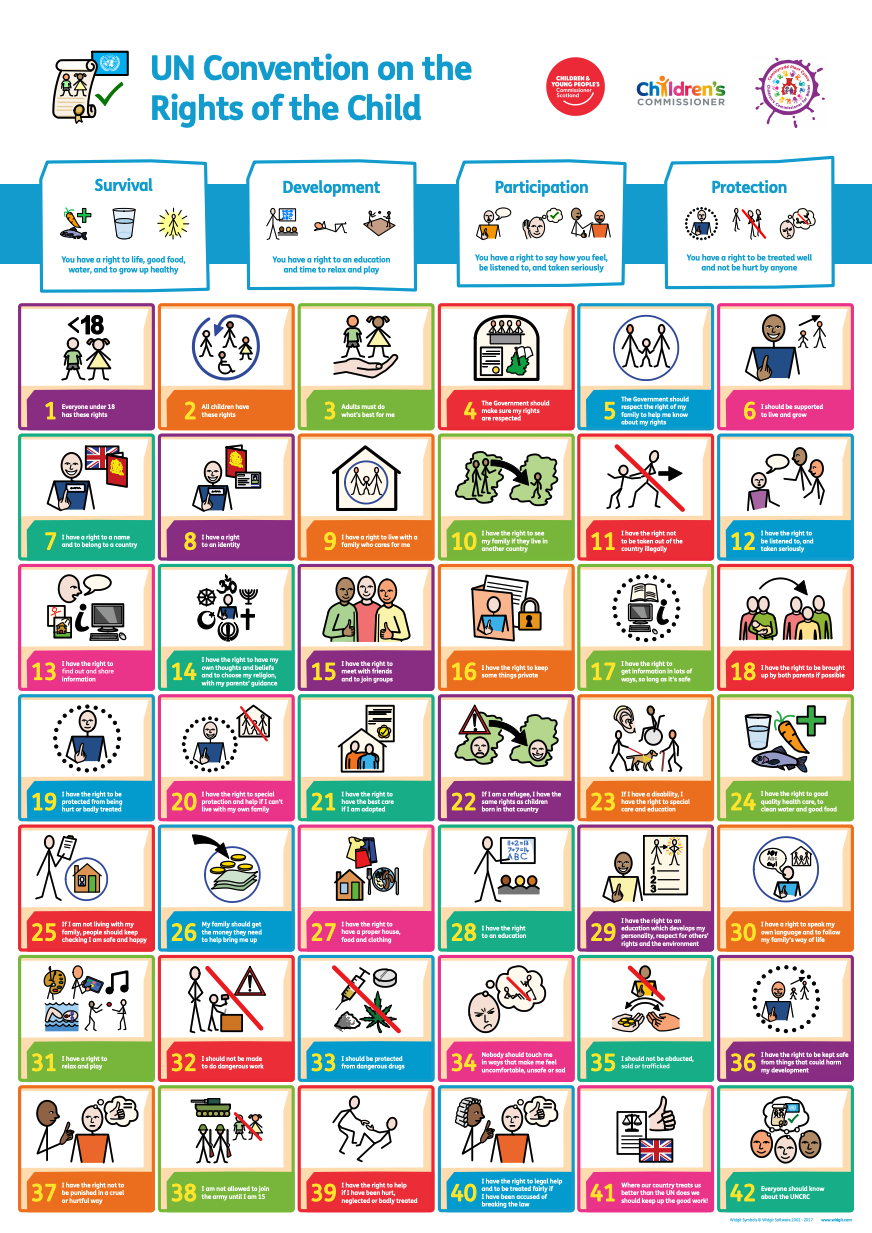 UN Convention on the
Rights of the Child
CHILDREN &
YOUNG PEOPLE'S
Commissioner
Scotland
Children's
COMMISSIONER
Survival
You have a right to life, good food,
water, and to grow up healthy
Development
You have a right to an education
and time to relax and play
Participation
You have a right to say how you feel,
be listened to, and taken seriously
Protection
You have a right to be treated well
and not be hurt by anyone
<18
1 Everyone under 18
has these rights
2 All children have
these rights
3 Adults must do
what's best for me
4 The Government should
make sure my rights
are respected
5 The Government should
respect the right of my
family to help me know
about my rights
6 I should be supported
to live and grow
7 I have a right to a name
and to belong to a country
8 I have a right
to an identity
9 I have a right to live with a
family who cares for me
10 I have the right to see
my family if they live in
another country
11 I have the right not
to be taken out of the
country illegally
12 I have the right to
be listened to, and
taken seriously
i
13 I have the right to
find out and share
information
14 I have the right to have my
own thoughts and beliefs
and to choose my religion,
with my parents' guidance
15 I have the right to
meet with friends
and to join groups
16 I have the right to keep
some things private
i
17 I have the right to
get information in lots of
ways, so long as it's safe
18 I have the right to be brought
up by both parents if possible
19 I have the right to be
protected from being
hurt or badly treated
20 I have the right to special
protection and help if I can't
live with my own family
21 I have the right to
have the best care
if I am adopted
22 If I am a refugee, I have the
same rights as children
born in that country
23 If I have a disability, I
have the right to special
care and education
24 I have the right to good
quality health care, to
clean water and good food
25 If I am not living with my
family, people should keep
checking I am safe and happy
26 My family should get
the money they need
to help bring me up
27 I have the right to
have a proper house,
food and clothing
ABC
28 I have the right
to an education
1
2
3
29 I have the right to an
education which develops my
personality, respect for others'
rights and the environment
30 I have a right to speak my
own language and to follow
my family's way of life
31 I have a right to
relax and play
32 I should not be made
to do dangerous work
33 I should be protected
from dangerous drugs
34 Nobody should touch me
in ways that make me feel
uncomfortable, unsafe or sad
35 I should not be abducted,
sold or trafficked
36 I have the right to be kept safe
from things that could harm
my development
37 I have the right not to
be punished in a cruel
or hurtful way
38 I am not allowed to join
the army until I am 15
39 I have the right to help
if I have been hurt,
neglected or badly treated
40 I have the right to legal help
and to be treated fairly if
I have been accused of
breaking the law
41 Where our country treats us
better than the UN does we
should keep up the good work!
42 Everyone should know
about the UNCRC
Widgit Symbols © Widgit Software 2002 - 2017 www.widgit.com